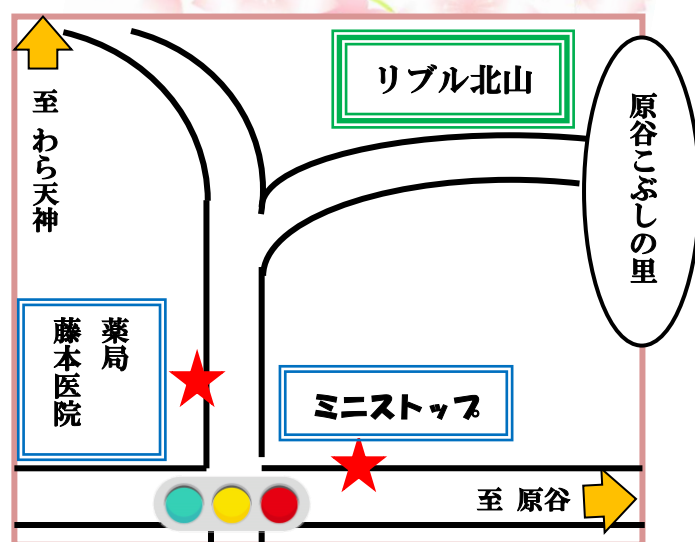 至 わら天神
リブル北山
原谷こぶしの里
薬局
藤本医院
ミニストップ
至 原谷